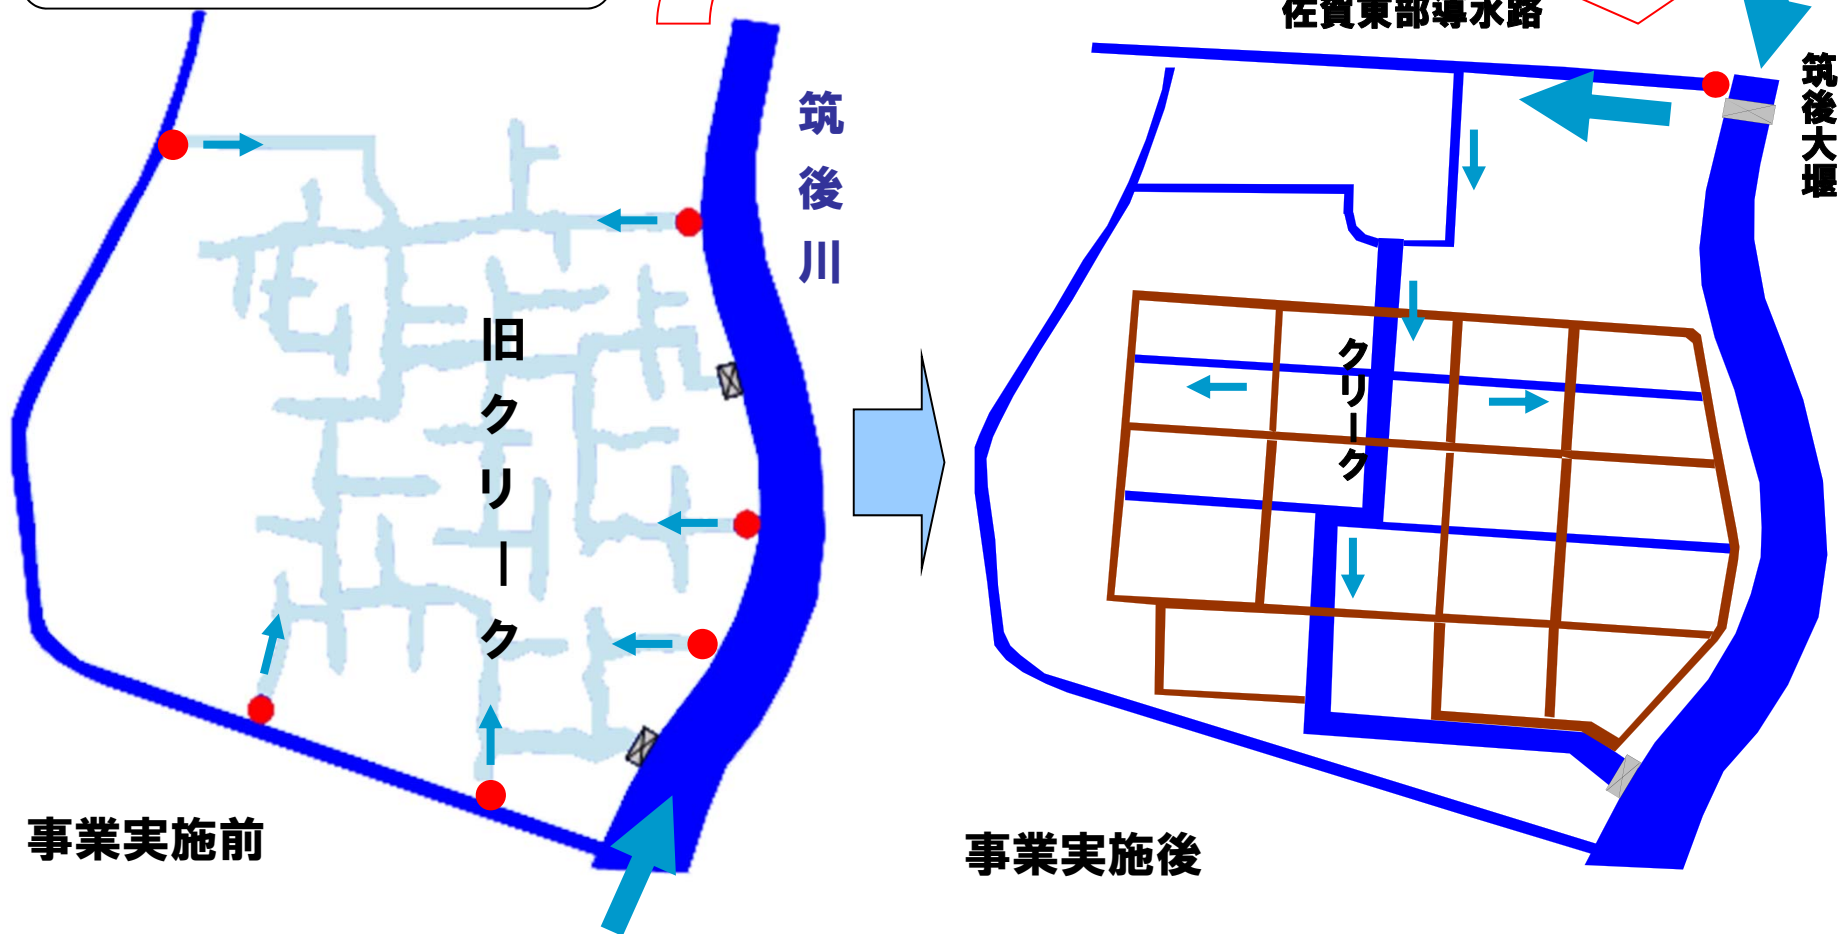 佐賀東部導水路
筑後川
旧クリーク
事業実施前
筑後大堰
クリーク
事業実施後